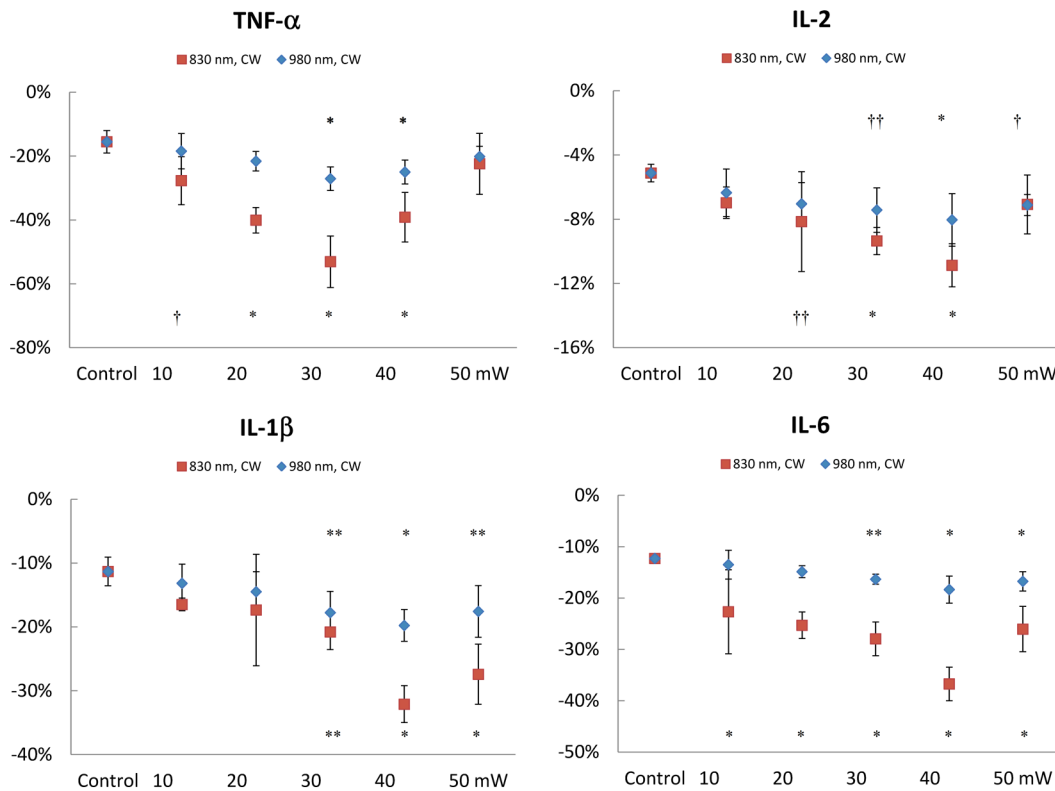 TNF-α
830 nm, CW 980 nm, CW
0%
* *
-20%
-40%
-60%
† * * *
-80%
Control 10 20 30 40 50 mW
IL-2
830 nm, CW 980 nm, CW
0%
†† * †
-4%
-8%
-12%
†† * *
-16%
Control 10 20 30 40 50 mW
IL-1β
830 nm, CW 980 nm, CW
0%
** * **
-10%
-20%
-30%
** * *
-40%
Control 10 20 30 40 50 mW
IL-6
830 nm, CW 980 nm, CW
0%
** * *
-10%
-20%
-30%
-40%
* * * * *
-50%
Control 10 20 30 40 50 mW